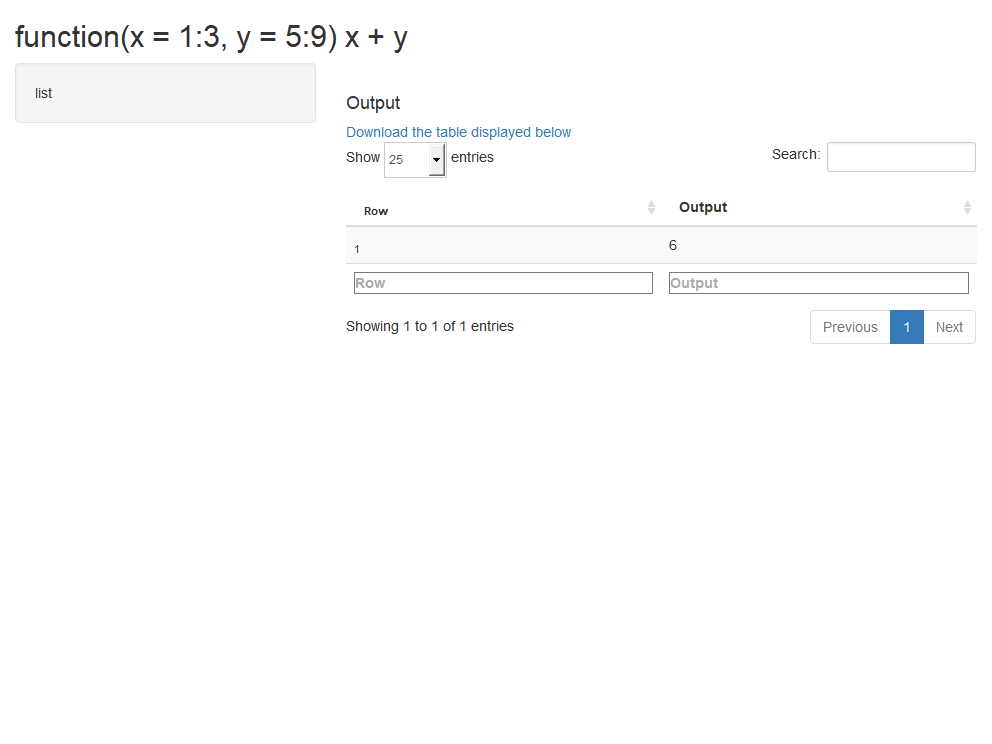 function(x = 1:3, y = 5:9) x + y
list
Output
Download the table displayed below
Show 25 entries
Search:
Row Output
1 6
Row Output
Showing 1 to 1 of 1 entries
Previous 1 Next